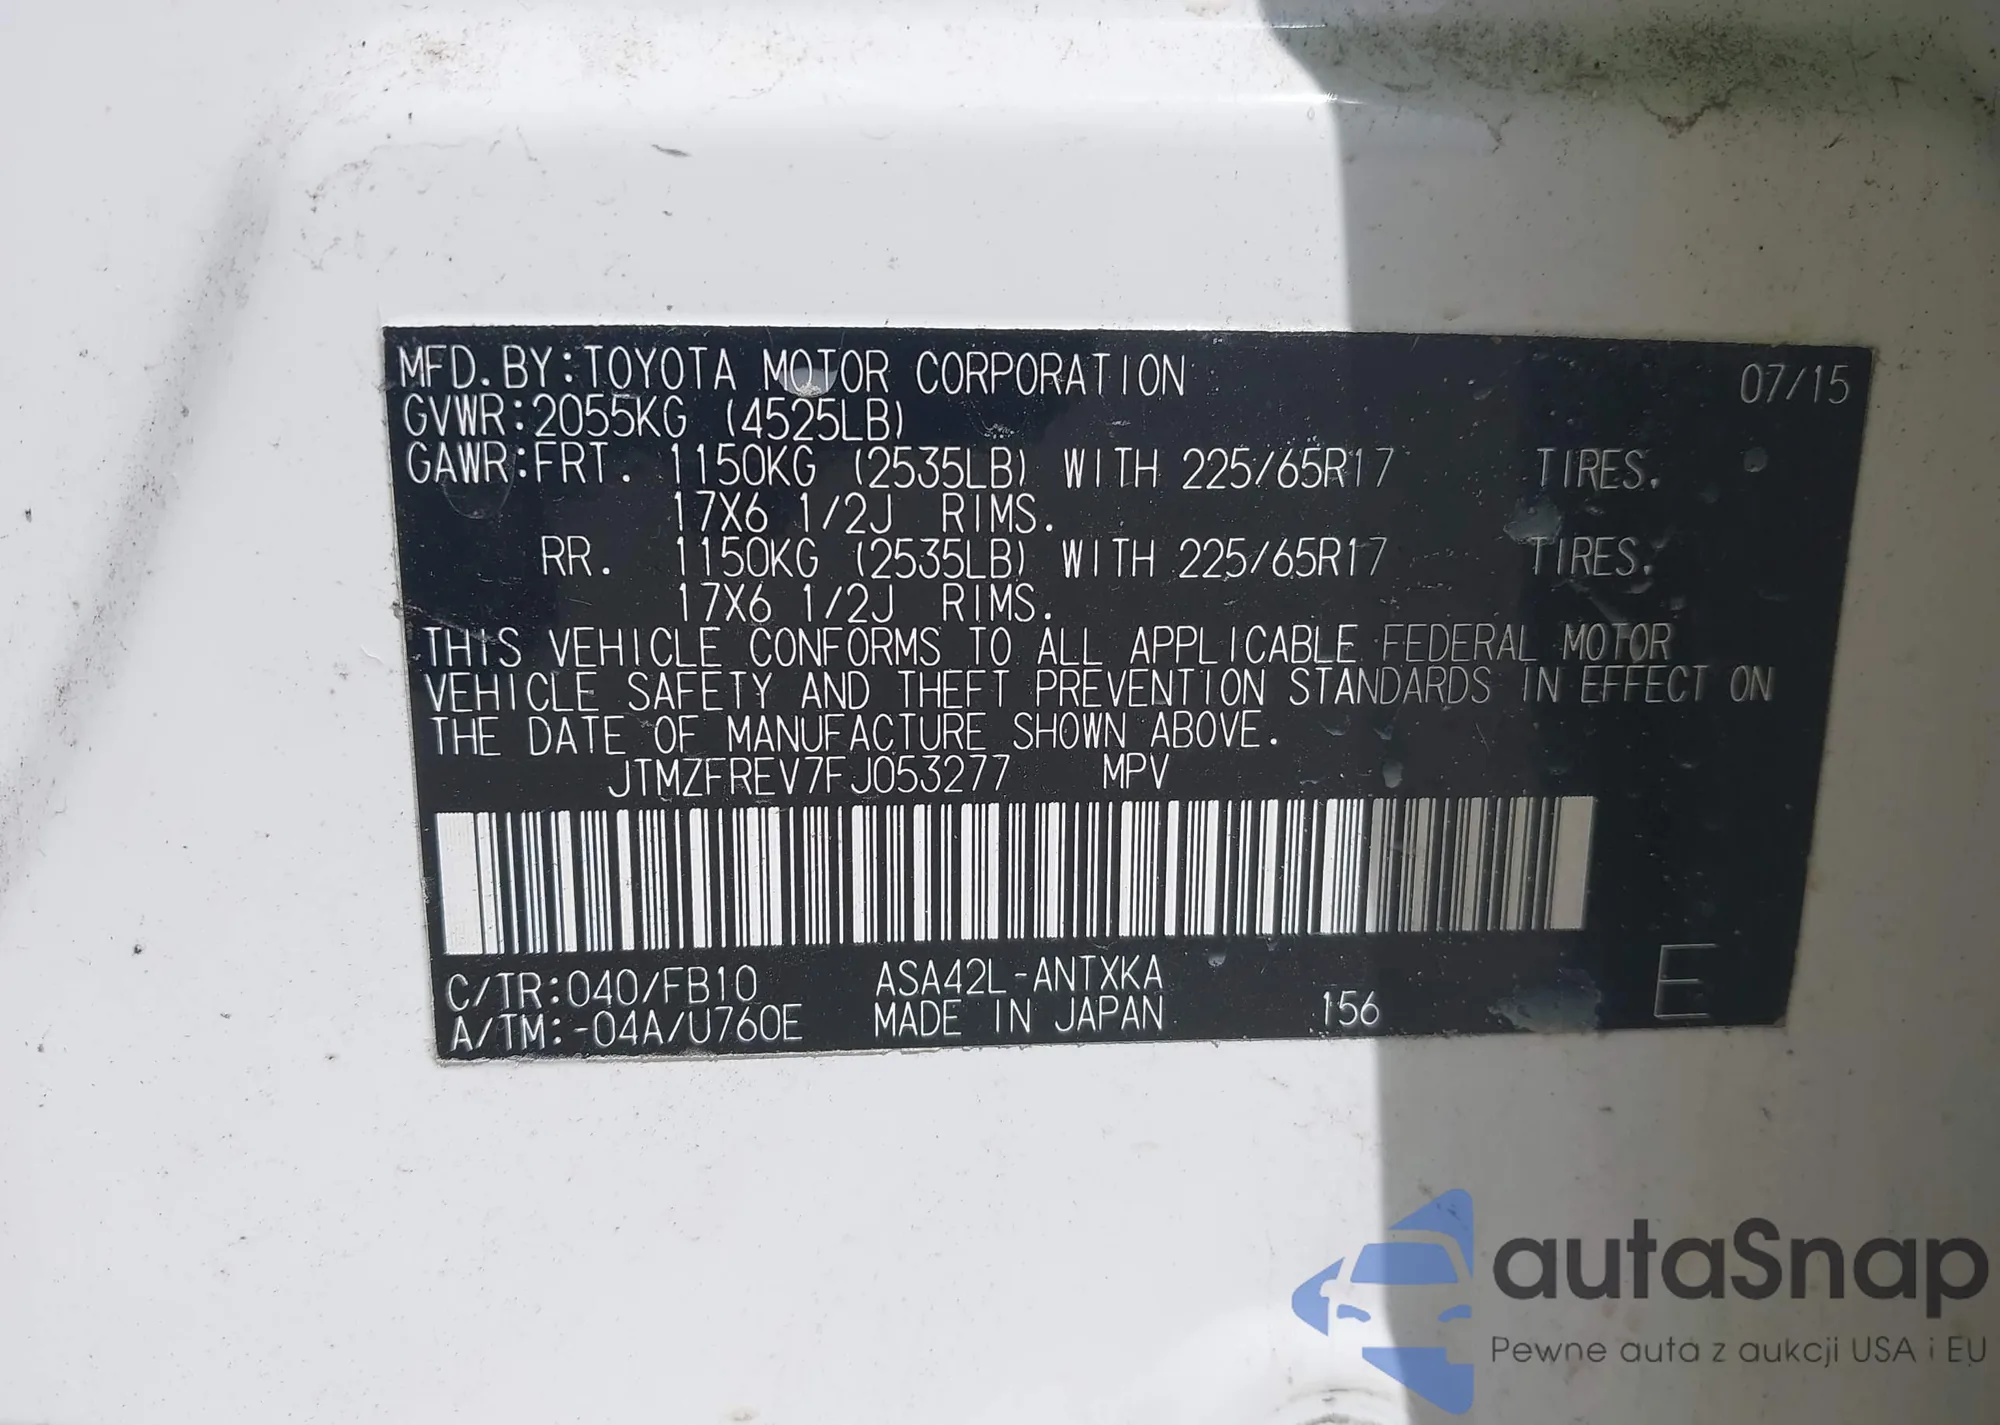 MFD.BY:TOYOTA MOTOR CORPORATION 07/15
GVWR:2055KG (4525LB)
GAWR:FRT. 1150KG (2535LB) WITH 225/65R17 TIRES.
17X6 1/2J RIMS.
RR. 1150KG (2535LB) WITH 225/65R17 TIRES.
17X6 1/2J RIMS.
THIS VEHICLE CONFORMS TO ALL APPLICABLE FEDERAL MOTOR
VEHICLE SAFETY AND THEFT PREVENTION STANDARDS IN EFFECT ON
THE DATE OF MANUFACTURE SHOWN ABOVE.
JTMZFREV7FJ053277 MPV
C/TR:040/FB10 ASA42L-ANTXKA E
A/TM:-04A/U760E MADE IN JAPAN 156
autaSnap
Pewne auta z aukcji USA i EU